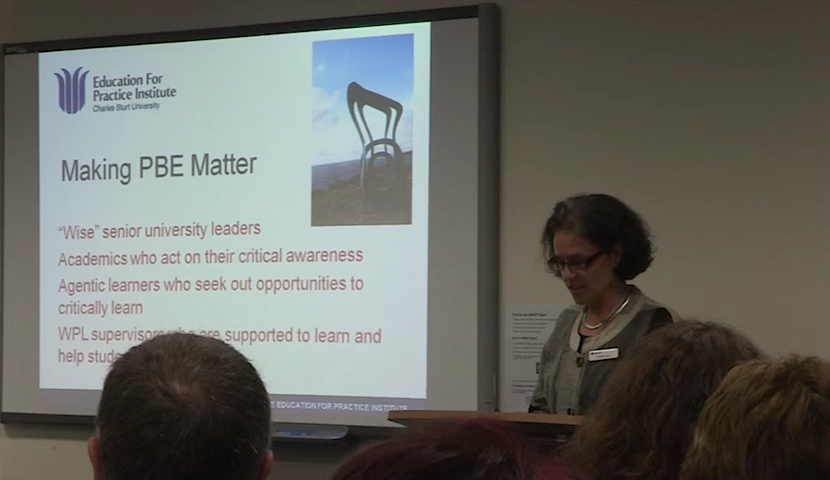 Education For
Practice Institute
Charles Sturt University
Making PBE Matter
"Wise" senior university leaders
Academics who act on their critical awareness
Agentic learners who seek out opportunities to
critically learn
WPL supervisors who are supported to learn and
help
EDUCATION FOR PRACTICE INSTITUTE